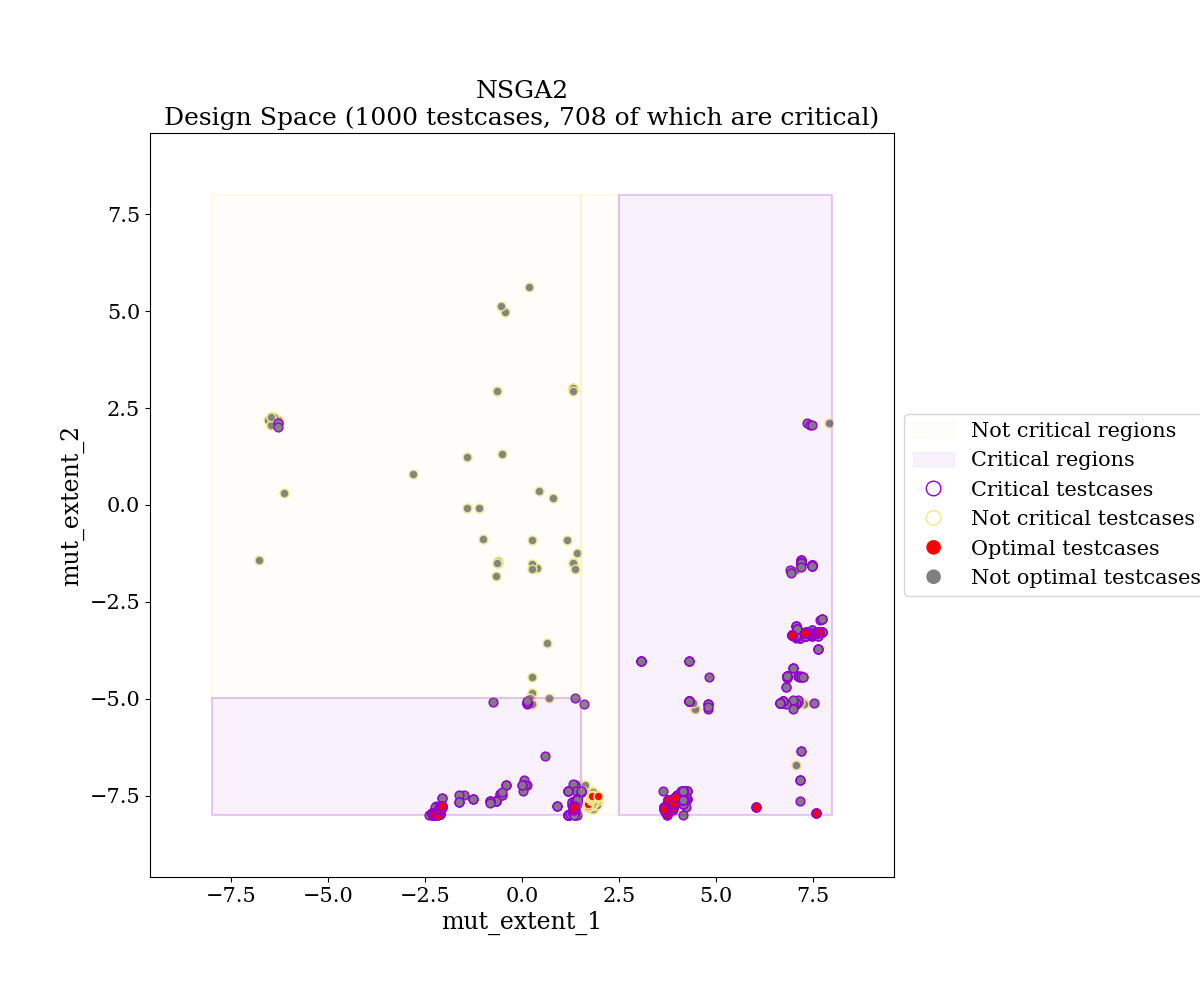 NSGA2
Design Space (1000 testcases, 708 of which are critical)
mut_extent_2
7.5
5.0
2.5
0.0
−2.5
−5.0
−7.5
−7.5 −5.0 −2.5 0.0 2.5 5.0 7.5
mut_extent_1
Not critical regions
Critical regions
Critical testcases
Not critical testcases
Optimal testcases
Not optimal testcases